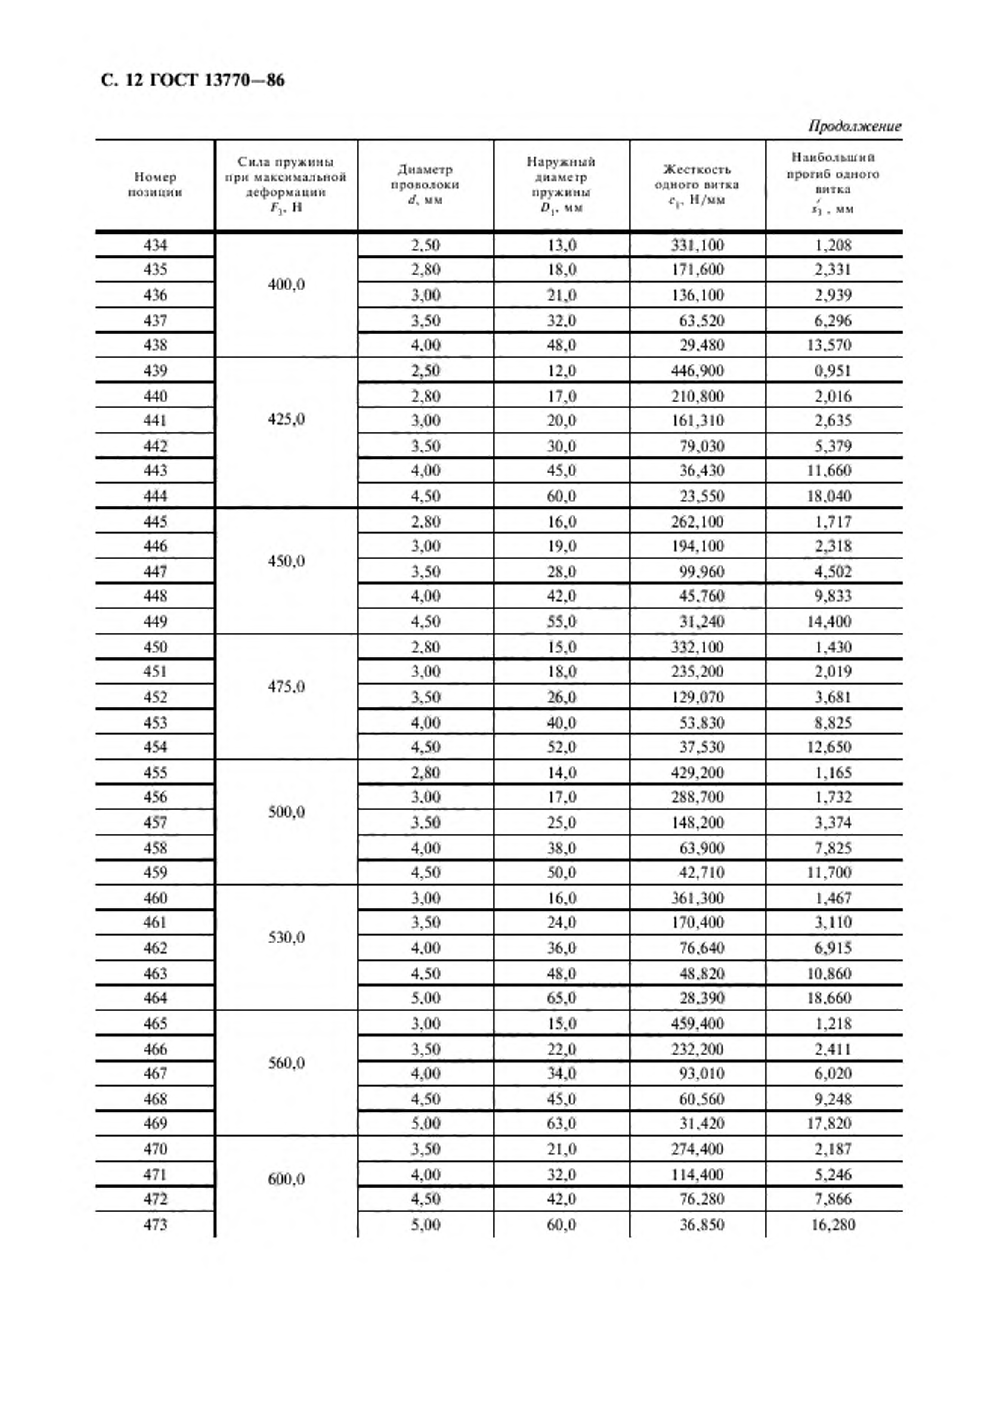 С. 12 ГОСТ 13770—86
Продолжение
Номер позиции | Сила пружины при максимальной деформации F₃, Н | Диаметр проволоки d, мм | Наружный диаметр пружины D₁, мм | Жесткость одного витка c₁, Н/мм | Наибольший прогиб одного витка s′₃, мм
434 | 400,0 | 2,50 | 13,0 | 331,100 | 1,208
435 | 2,80 | 18,0 | 171,600 | 2,331
436 | 3,00 | 21,0 | 136,100 | 2,939
437 | 3,50 | 32,0 | 63,520 | 6,296
438 | 4,00 | 48,0 | 29,480 | 13,570
439 | 425,0 | 2,50 | 12,0 | 446,900 | 0,951
440 | 2,80 | 17,0 | 210,800 | 2,016
441 | 3,00 | 20,0 | 161,310 | 2,635
442 | 3,50 | 30,0 | 79,030 | 5,379
443 | 4,00 | 45,0 | 36,430 | 11,660
444 | 4,50 | 60,0 | 23,550 | 18,040
445 | 450,0 | 2,80 | 16,0 | 262,100 | 1,717
446 | 3,00 | 19,0 | 194,100 | 2,318
447 | 3,50 | 28,0 | 99,960 | 4,502
448 | 4,00 | 42,0 | 45,760 | 9,833
449 | 4,50 | 55,0 | 31,240 | 14,400
450 | 475,0 | 2,80 | 15,0 | 332,100 | 1,430
451 | 3,00 | 18,0 | 235,200 | 2,019
452 | 3,50 | 26,0 | 129,070 | 3,681
453 | 4,00 | 40,0 | 53,830 | 8,825
454 | 4,50 | 52,0 | 37,530 | 12,650
455 | 500,0 | 2,80 | 14,0 | 429,200 | 1,165
456 | 3,00 | 17,0 | 288,700 | 1,732
457 | 3,50 | 25,0 | 148,200 | 3,374
458 | 4,00 | 38,0 | 63,900 | 7,825
459 | 4,50 | 50,0 | 42,710 | 11,700
460 | 530,0 | 3,00 | 16,0 | 361,300 | 1,467
461 | 3,50 | 24,0 | 170,400 | 3,110
462 | 4,00 | 36,0 | 76,640 | 6,915
463 | 4,50 | 48,0 | 48,820 | 10,860
464 | 5,00 | 65,0 | 28,390 | 18,660
465 | 560,0 | 3,00 | 15,0 | 459,400 | 1,218
466 | 3,50 | 22,0 | 232,200 | 2,411
467 | 4,00 | 34,0 | 93,010 | 6,020
468 | 4,50 | 45,0 | 60,560 | 9,248
469 | 5,00 | 63,0 | 31,420 | 17,820
470 | 600,0 | 3,50 | 21,0 | 274,400 | 2,187
471 | 4,00 | 32,0 | 114,400 | 5,246
472 | 4,50 | 42,0 | 76,280 | 7,866
473 | 5,00 | 60,0 | 36,850 | 16,280